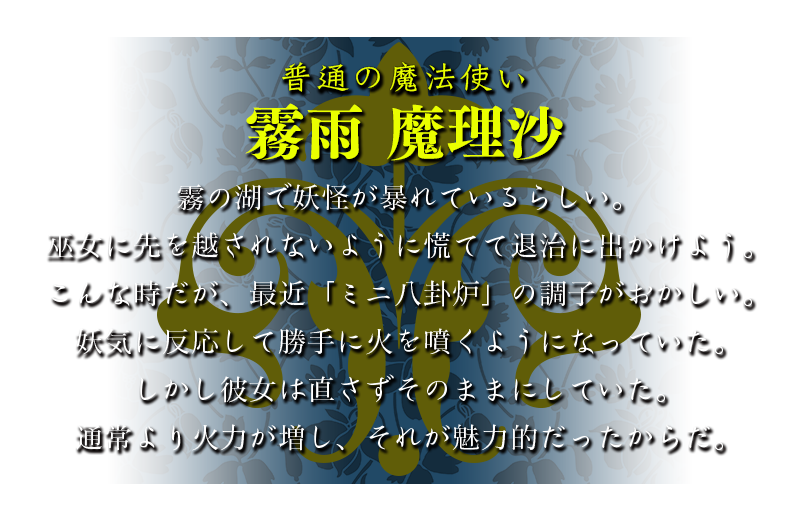 普通の魔法使い
霧雨 魔理沙
霧の湖で妖怪が暴れているらしい。
巫女に先を越されないように慌てて退治に出かけよう。
こんな時だが、最近「ミニ八卦炉」の調子がおかしい。
妖気に反応して勝手に火を噴くようになっていた。
しかし彼女は直さずそのままにしていた。
通常より火力が増し、それが魅力的だったからだ。